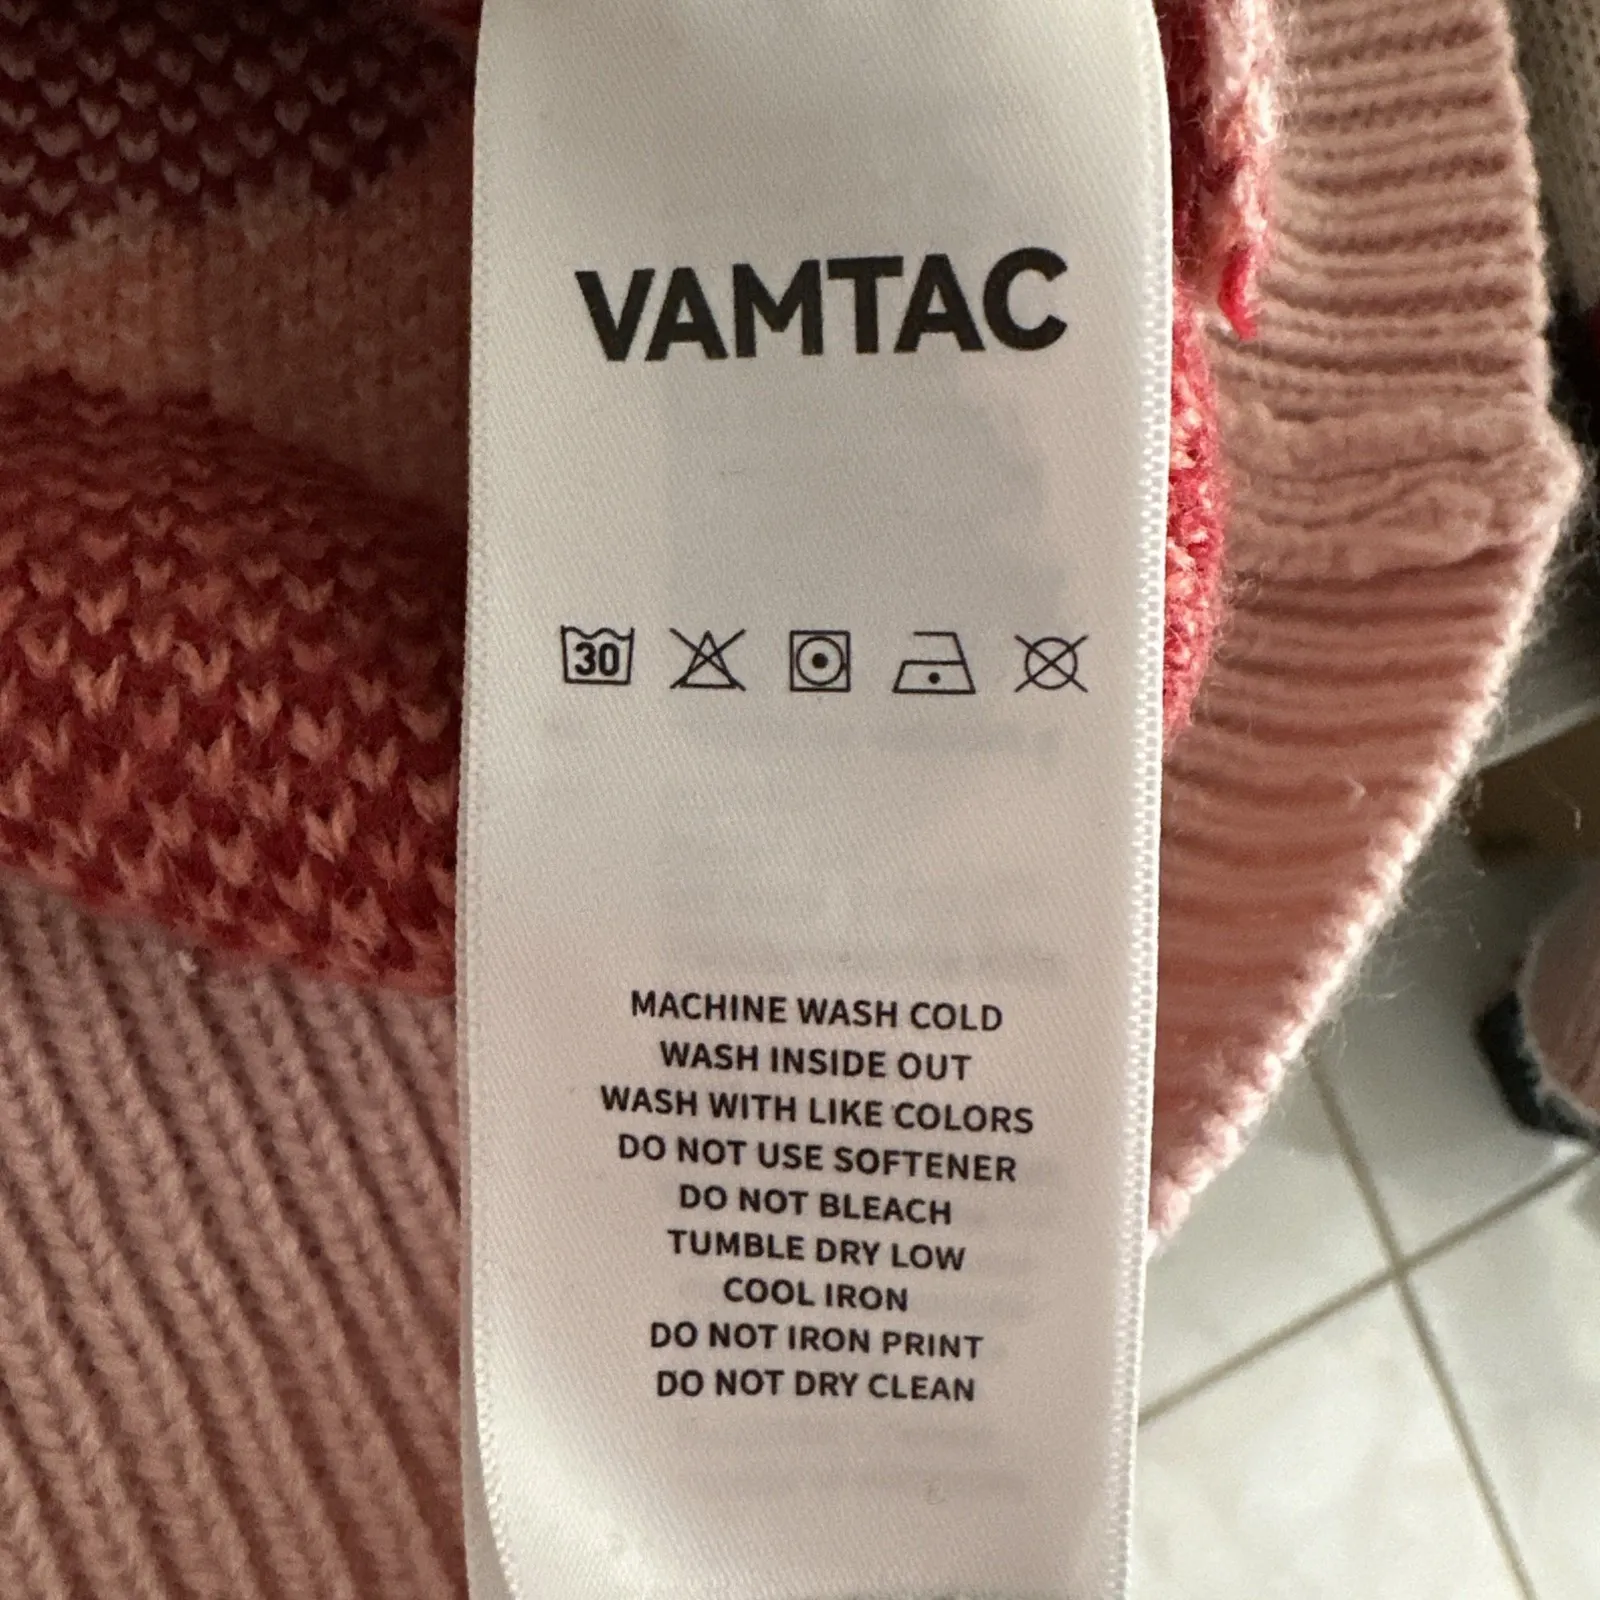 VAMTAC
30
MACHINE WASH COLD
WASH INSIDE OUT
WASH WITH LIKE COLORS
DO NOT USE SOFTENER
DO NOT BLEACH
TUMBLE DRY LOW
COOL IRON
DO NOT IRON PRINT
DO NOT DRY CLEAN